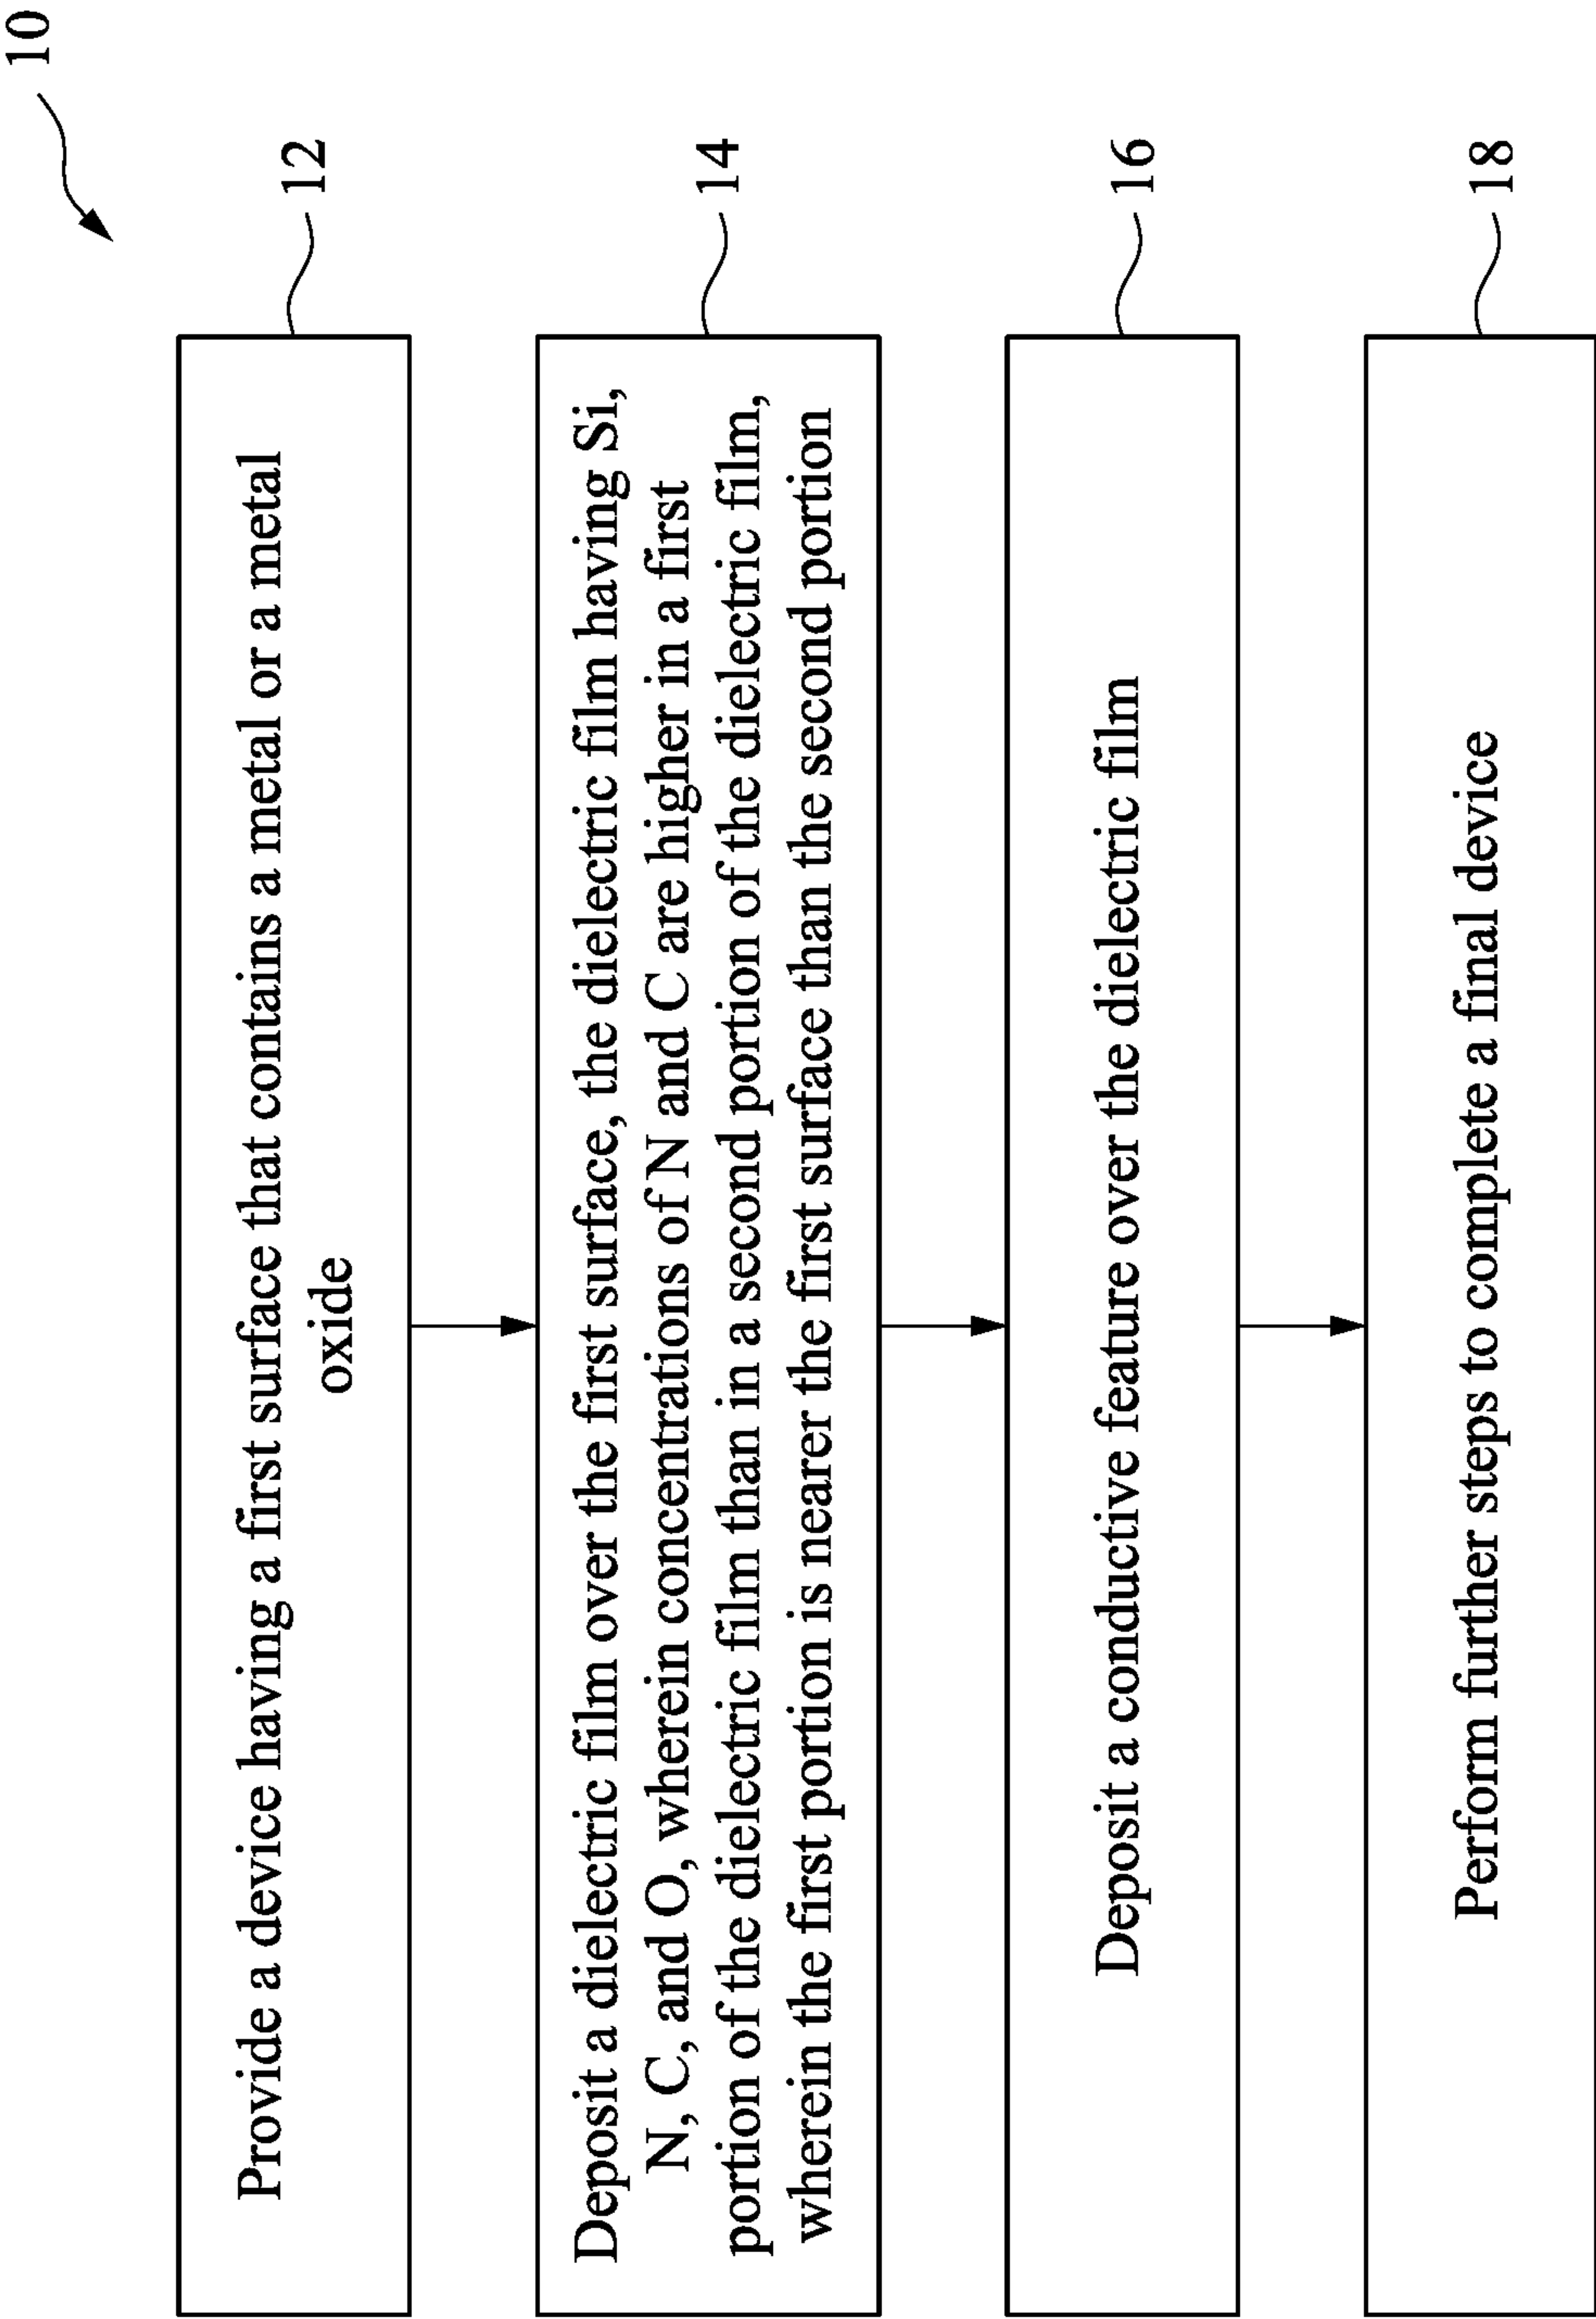 10
Provide a device having a first surface that contains a metal or a metal
oxide
12
Deposit a dielectric film over the first surface, the dielectric film having Si,
N, C, and O, wherein concentrations of N and C are higher in a first
portion of the dielectric film than in a second portion of the dielectric film,
wherein the first portion is nearer the first surface than the second portion
14
Deposit a conductive feature over the dielectric film
16
Perform further steps to complete a final device
18